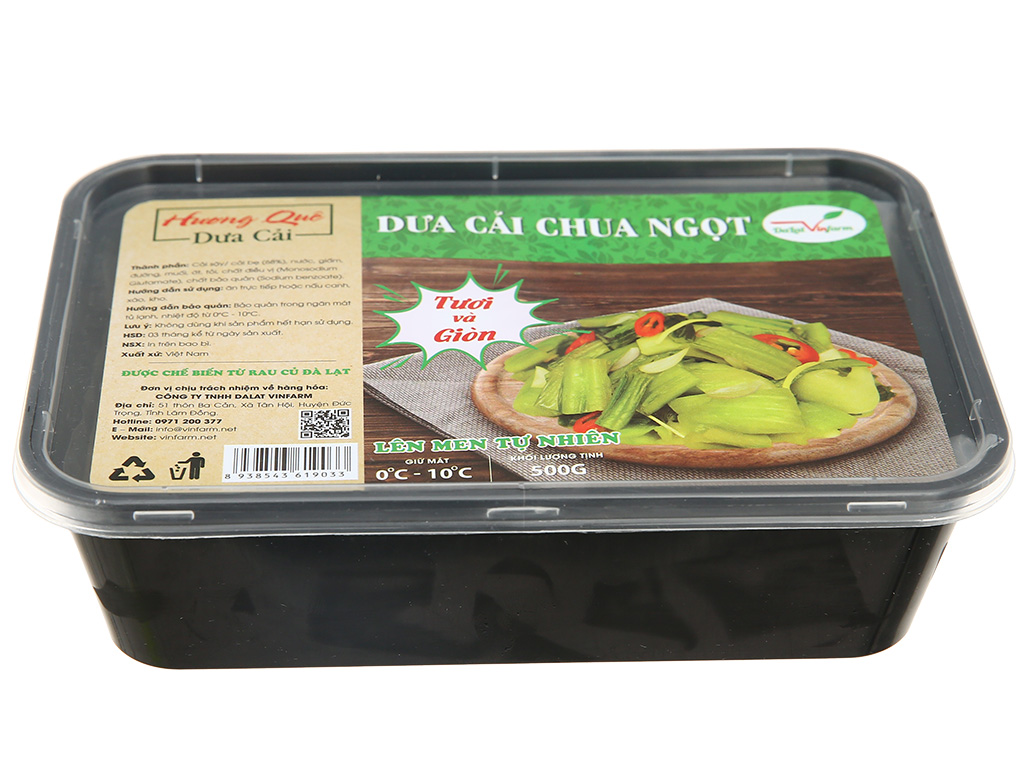 Hương Quê
Dưa Cải
Thành phần: Cải sậy/ cải bẹ (88%), nước, giấm,
đường, muối, ớt, tỏi, chất điều vị (Monosodium
Glutamate), chất bảo quản (Sodium benzoate).
Hướng dẫn sử dụng: ăn trực tiếp hoặc nấu canh,
xào, kho.
Hướng dẫn bảo quản: Bảo quản trong ngăn mát
tủ lạnh, nhiệt độ từ 0°C - 10°C.
Lưu ý: Không dùng khi sản phẩm hết hạn sử dụng.
HSD: 03 tháng kể từ ngày sản xuất.
NSX: In trên bao bì.
Xuất xứ: Việt Nam
ĐƯỢC CHẾ BIẾN TỪ RAU CỦ ĐÀ LẠT
Đơn vị chịu trách nhiệm về hàng hóa:
CÔNG TY TNHH DALAT VINFARM
Địa chỉ: 51 thôn Ba Cản, Xã Tân Hội, Huyện Đức
Trọng, Tỉnh Lâm Đồng.
Hotline: 0971 200 377
E - Mail: info@vinfarm.net
Website: vinfarm.net
8 938543 619033
DƯA CẢI CHUA NGỌT
DaLat Vinfarm
Tươi
và
Giòn
LÊN MEN TỰ NHIÊN
GIỮ MÁT
0°C - 10°C
KHỐI LƯỢNG TỊNH
500G